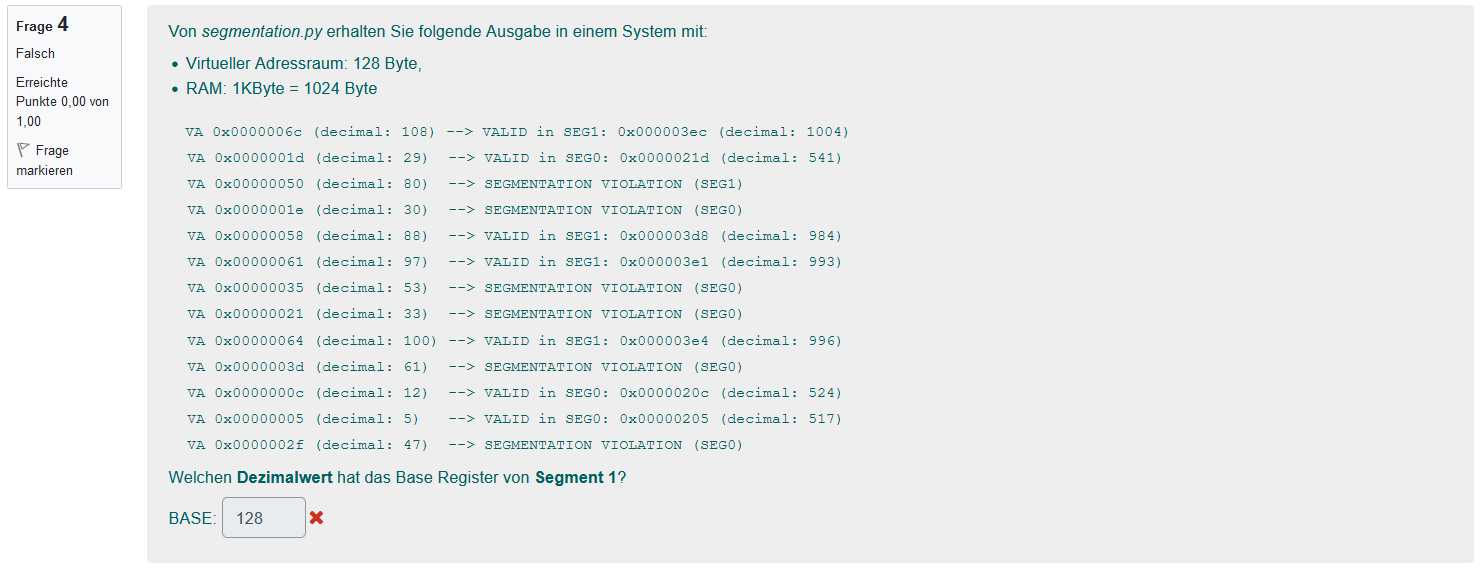 Frage 4
Falsch
Erreichte
Punkte 0,00 von
1,00
Frage
markieren
Von segmentation.py erhalten Sie folgende Ausgabe in einem System mit:
• Virtueller Adressraum: 128 Byte,
• RAM: 1KByte = 1024 Byte
VA 0x0000006c (decimal: 108) --> VALID in SEG1: 0x000003ec (decimal: 1004)
VA 0x0000001d (decimal: 29) --> VALID in SEG0: 0x0000021d (decimal: 541)
VA 0x00000050 (decimal: 80) --> SEGMENTATION VIOLATION (SEG1)
VA 0x0000001e (decimal: 30) --> SEGMENTATION VIOLATION (SEG0)
VA 0x00000058 (decimal: 88) --> VALID in SEG1: 0x000003d8 (decimal: 984)
VA 0x00000061 (decimal: 97) --> VALID in SEG1: 0x000003e1 (decimal: 993)
VA 0x00000035 (decimal: 53) --> SEGMENTATION VIOLATION (SEG0)
VA 0x00000021 (decimal: 33) --> SEGMENTATION VIOLATION (SEG0)
VA 0x00000064 (decimal: 100) --> VALID in SEG1: 0x000003e4 (decimal: 996)
VA 0x0000003d (decimal: 61) --> SEGMENTATION VIOLATION (SEG0)
VA 0x0000000c (decimal: 12) --> VALID in SEG0: 0x0000020c (decimal: 524)
VA 0x00000005 (decimal: 5) --> VALID in SEG0: 0x00000205 (decimal: 517)
VA 0x0000002f (decimal: 47) --> SEGMENTATION VIOLATION (SEG0)
Welchen Dezimalwert hat das Base Register von Segment 1?
BASE: 128